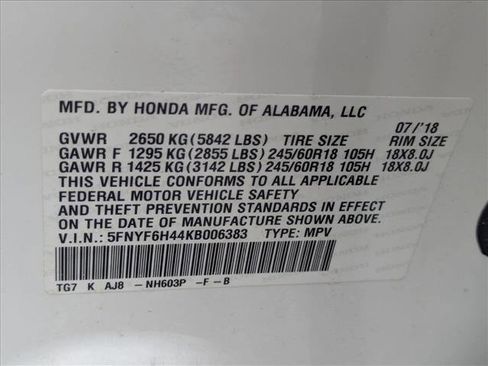 MFD. BY HONDA MFG. OF ALABAMA, LLC
07/'18
GVWR 2650 KG (5842 LBS) TIRE SIZE RIM SIZE
GAWR F 1295 KG (2855 LBS) 245/60R18 105H 18X8.0J
GAWR R 1425 KG (3142 LBS) 245/60R18 105H 18X8.0J
THIS VEHICLE CONFORMS TO ALL APPLICABLE
FEDERAL MOTOR VEHICLE SAFETY
AND THEFT PREVENTION STANDARDS IN EFFECT
ON THE DATE OF MANUFACTURE SHOWN ABOVE.
V.I.N.: 5FNYF6H44KB006383 TYPE: MPV
TG7 K AJ8 – NH603P –F–B